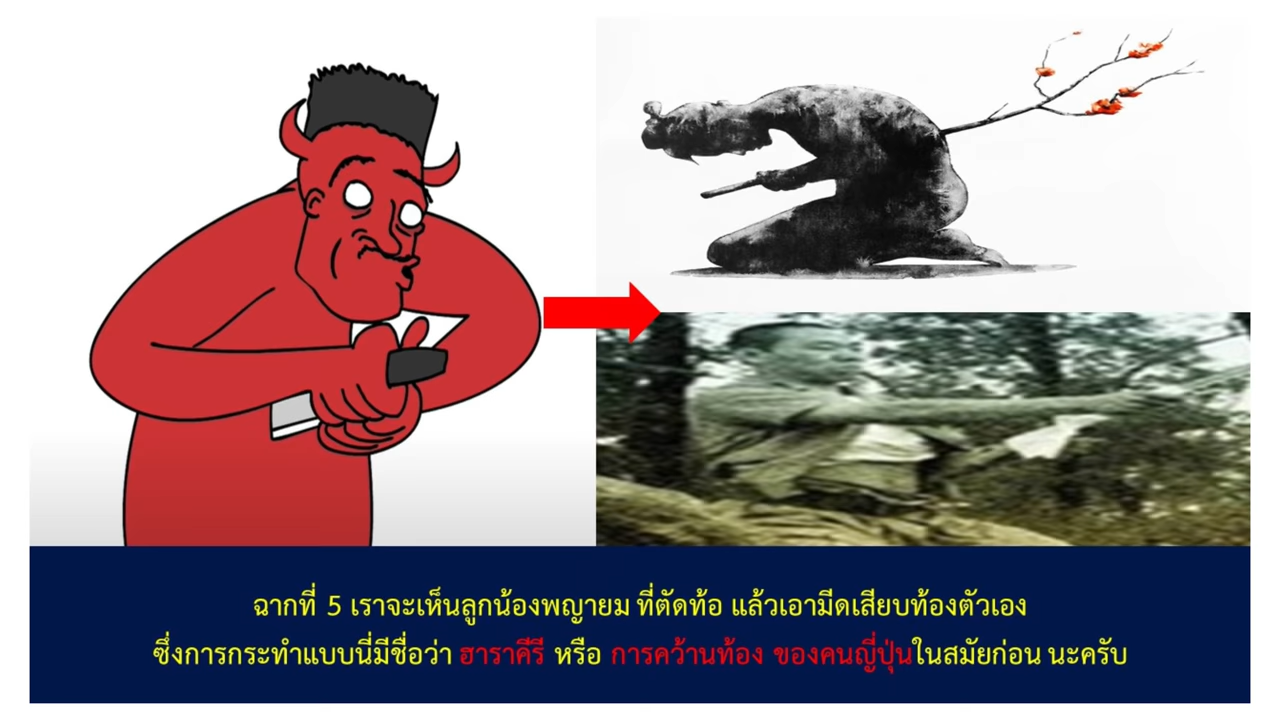 ฉากที่ 5 เราจะเห็นลูกน้องพญายม ที่ตัดท้อ แล้วเอามีดเสียบท้องตัวเอง
ซึ่งการกระทำแบบนี่มีชื่อว่า ฮาราคีรี หรือ การคว้านท้อง ของคนญี่ปุ่นในสมัยก่อน นะครับ